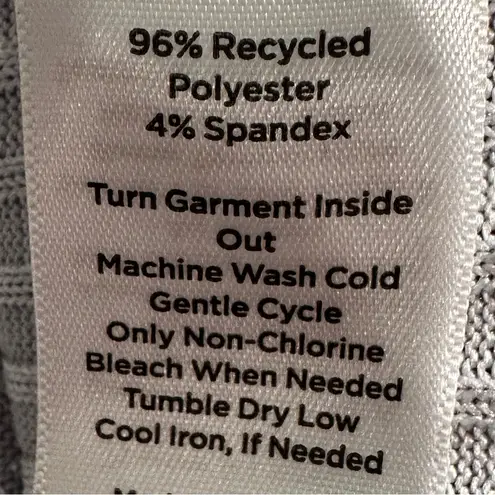 96% Recycled
Polyester
4% Spandex
Turn Garment Inside
Out
Machine Wash Cold
Gentle Cycle
Only Non-Chlorine
Bleach When Needed
Tumble Dry Low
Cool Iron, If Needed